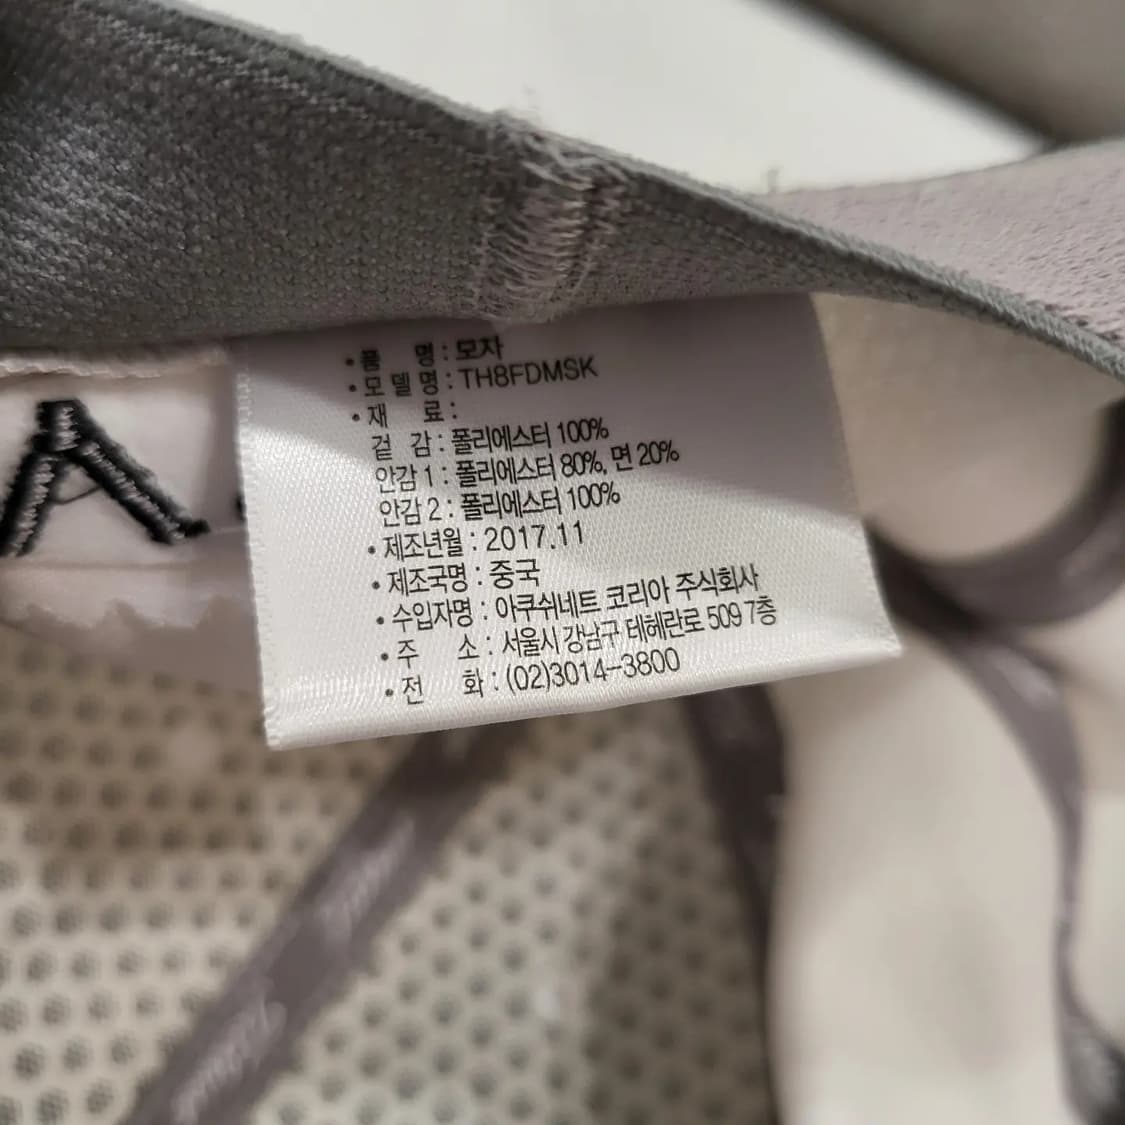 • 품 명 : 모자
• 모 델 명 : TH8FDMSK
• 재 료 :
겉 감 : 폴리에스터 100%
안감 1 : 폴리에스터 80%, 면 20%
안감 2 : 폴리에스터 100%
• 제조년월 : 2017.11
• 제조국명 : 중국
• 수입자명 : 아쿠쉬네트 코리아 주식회사
• 주 소 : 서울시 강남구 테헤란로 509 7층
• 전 화 : (02)3014-3800